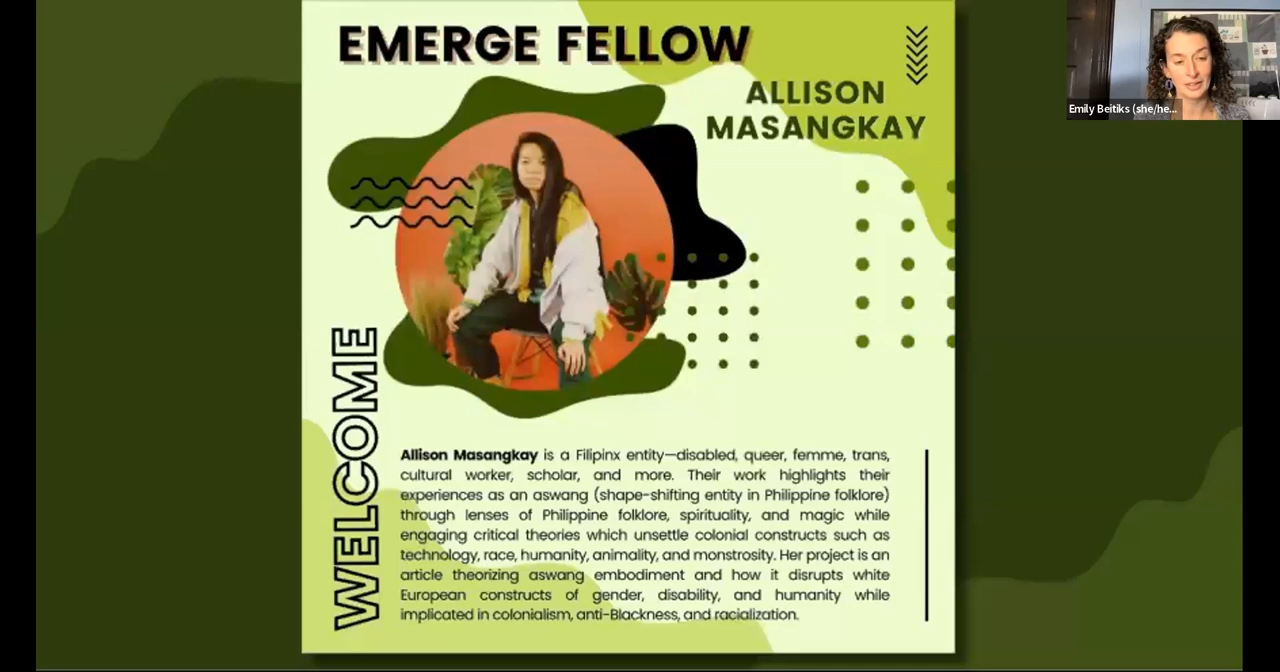 EMERGE FELLOW
ALLISON
MASANGKAY
Emily Beitiks (she/he...
WELCOME
Allison Masangkay is a Filipinx entity—disabled, queer, femme, trans,
cultural worker, scholar, and more. Their work highlights their
experiences as an aswang (shape-shifting entity in Philippine folklore)
through lenses of Philippine folklore, spirituality, and magic while
engaging critical theories which unsettle colonial constructs such as
technology, race, humanity, animality, and monstrosity. Her project is an
article theorizing aswang embodiment and how it disrupts white
European constructs of gender, disability, and humanity while
implicated in colonialism, anti-Blackness, and racialization.